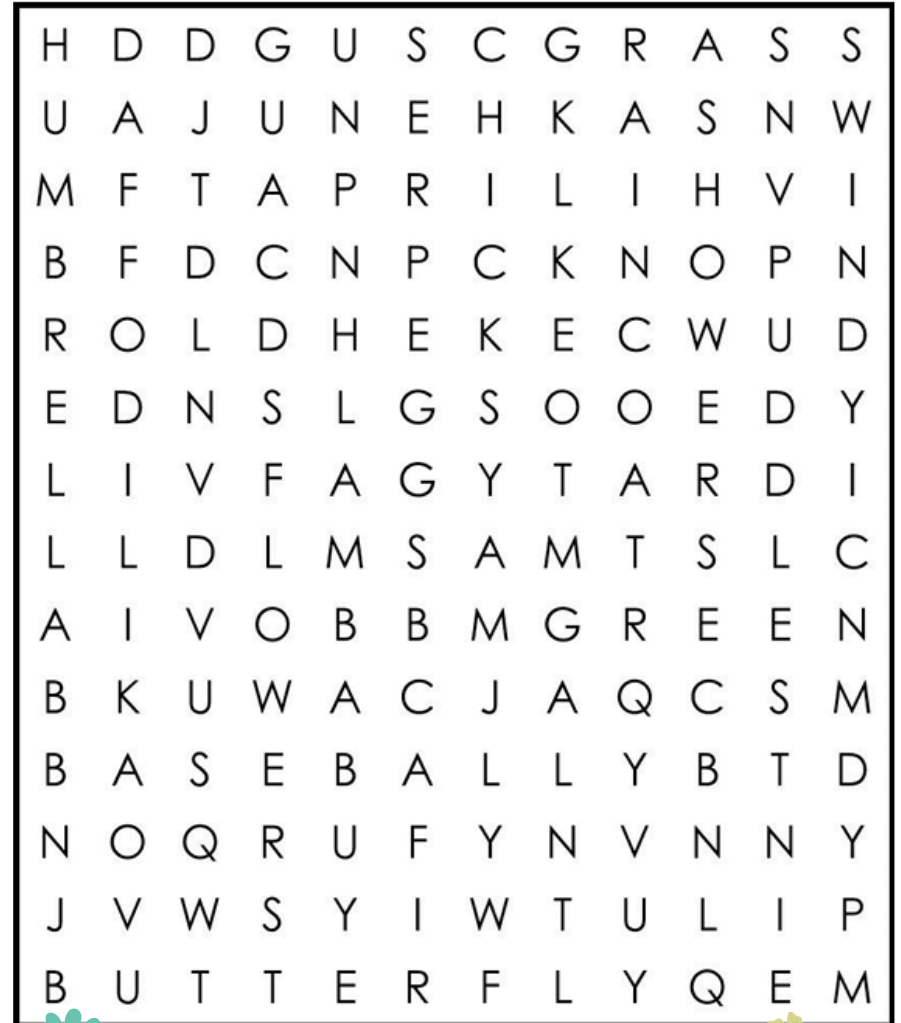 H D D G U S C G R A S S
U A J U N E H K A S N W
M F T A P R I L I H V I
B F D C N P C K N O P N
R O L D H E K E C W U D
E D N S L G S O O E D Y
L I V F A G Y T A R D I
L L D L M S A M T S L C
A I V O B B M G R E E N
B K U W A C J A Q C S M
B A S E B A L L Y B T D
N O Q R U F Y N V N N Y
J V W S Y I W T U L I P
B U T T E R F L Y Q E M